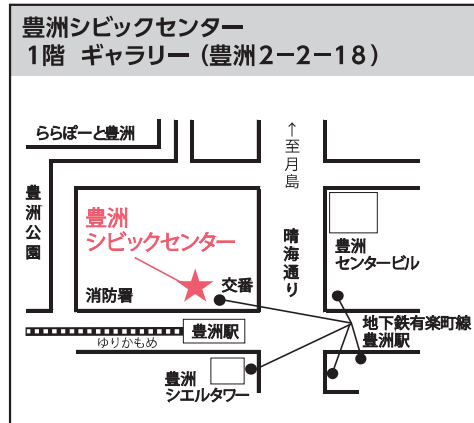 豊洲シビックセンター
1階 ギャラリー（豊洲2−2−18）
ららぽーと豊洲
↑至月島
豊洲公園
豊洲
シビックセンター
晴海通り
豊洲
センタービル
消防署
交番
豊洲駅
ゆりかもめ
地下鉄有楽町線
豊洲駅
豊洲
シエルタワー